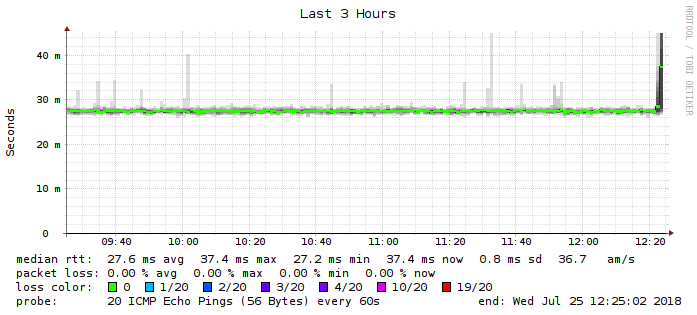 Last 3 Hours
RRDTOOL / TOBI OETIKER
Seconds
40 m
30 m
20 m
10 m
0
09:40 10:00 10:20 10:40 11:00 11:20 11:40 12:00 12:20
median rtt: 27.6 ms avg 37.4 ms max 27.2 ms min 37.4 ms now 0.8 ms sd 36.7 am/s
packet loss: 0.00 % avg 0.00 % max 0.00 % min 0.00 % now
loss color: 0 1/20 2/20 3/20 4/20 10/20 19/20
probe: 20 ICMP Echo Pings (56 Bytes) every 60s end: Wed Jul 25 12:25:02 2018